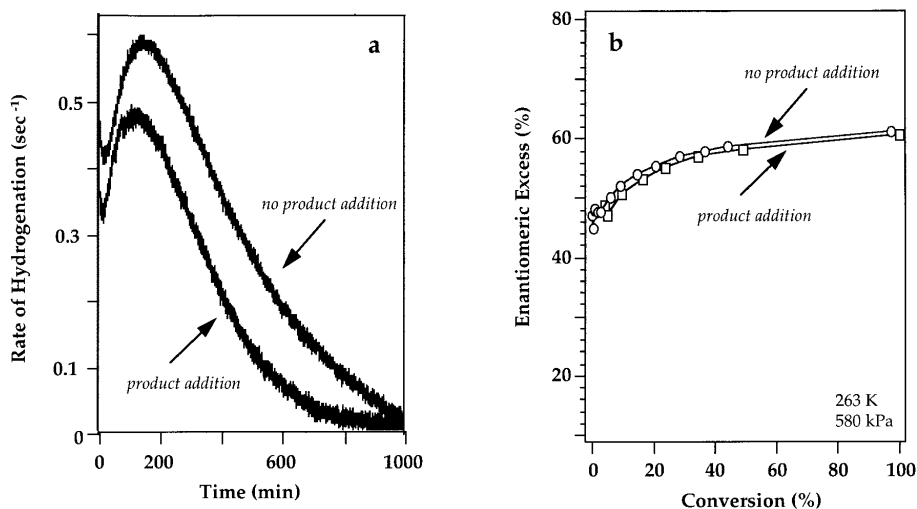 a
Rate of Hydrogenation (sec⁻¹)
0.5
0.3
0.1
0
no product addition
product addition
0
200
600
1000
Time (min)
b
Enantiomeric Excess (%)
80
60
40
20
no product addition
product addition
263 K
580 kPa
0
20
40
60
80
100
Conversion (%)